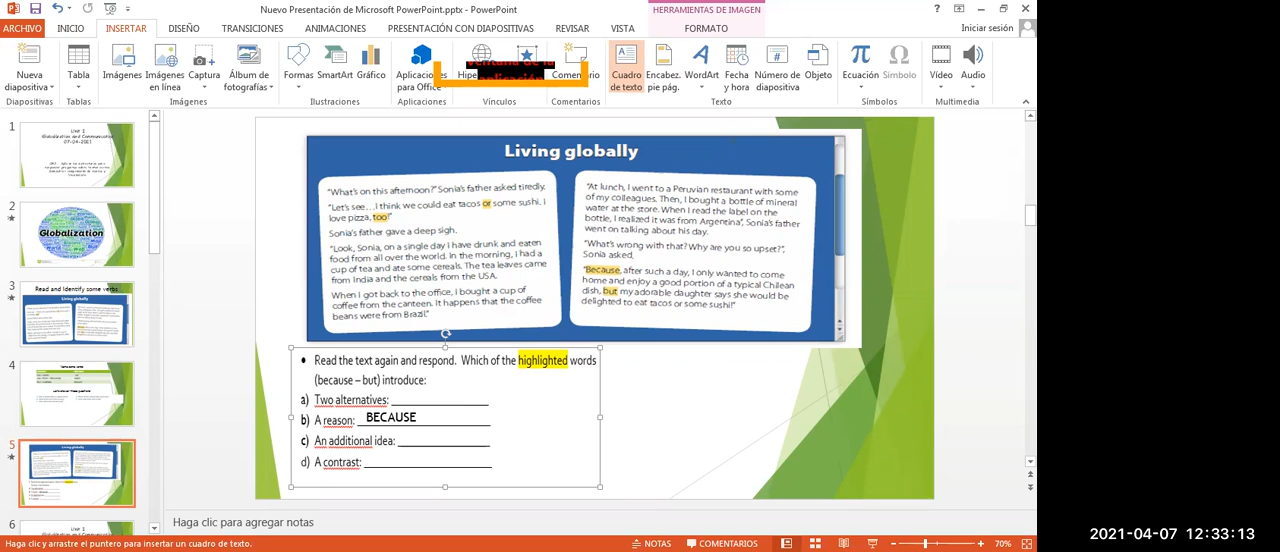 Nuevo Presentación de Microsoft PowerPoint.pptx - PowerPoint
HERRAMIENTAS DE IMAGEN
ARCHIVO INICIO INSERTAR DISEÑO TRANSICIONES ANIMACIONES PRESENTACIÓN CON DIAPOSITIVAS REVISAR VISTA FORMATO
Iniciar sesión
Nueva diapositiva
Tabla
Imágenes
Imágenes en línea
Captura
Álbum de fotografías
Formas
SmartArt
Gráfico
Aplicaciones para Office
ventana de la
aplicación
Comentario
Cuadro de texto
Encabez. pie pág.
WordArt
Fecha y hora
Número de diapositiva
Objeto
Ecuación
Símbolo
Vídeo
Audio
Diapositivas
Tablas
Imágenes
Ilustraciones
Aplicaciones
Vínculos
Comentarios
Texto
Símbolos
Multimedia
1
Unit 1
Globalization and Communication
07-04-2021
2
Globalization
3
Read and identify some verbs
Living globally
4
5
Living globally
6
Unit 1
Living globally
"What's on this afternoon?" Sonia's father asked tiredly.
"Let's see…I think we could eat tacos or some sushi. I
love pizza, too!"
Sonia's father gave a deep sigh.
"Look, Sonia, on a single day I have drunk and eaten
food from all over the world. In the morning, I had a
cup of tea and ate some cereals. The tea leaves came
from India and the cereals from the USA.
When I got back to the office, I bought a cup of
coffee from the canteen. It happens that the coffee
beans were from Brazil."
"At lunch, I went to a Peruvian restaurant with some
of my colleagues. Then, I bought a bottle of mineral
water at the store. When I read the label on the
bottle, I realized it was from Argentina", Sonia's father
went on talking about his day.
"What's wrong with that? Why are you so upset?",
Sonia asked.
"Because, after such a day, I only wanted to come
home and enjoy a good portion of a typical Chilean
dish, but my adorable daughter says she would be
delighted to eat tacos or some sushi!"
• Read the text again and respond. Which of the highlighted words
(because – but) introduce:
a) Two alternatives: ____________
b) A reason: BECAUSE
c) An additional idea: ____________
d) A contrast: ____________
Haga clic para agregar notas
Haga clic y arrastre el puntero para insertar un cuadro de texto.
NOTAS
COMENTARIOS
70%
2021-04-07 12:33:13